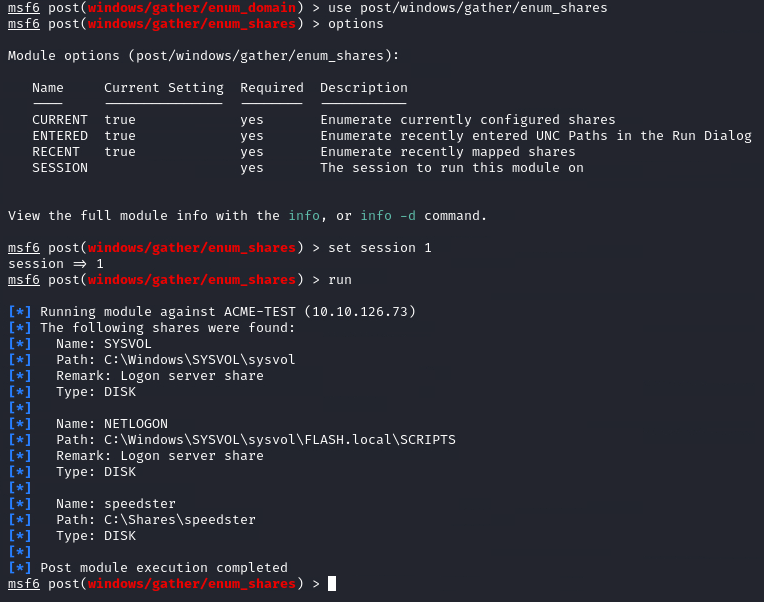 msf6 post(windows/gather/enum_domain) > use post/windows/gather/enum_shares
msf6 post(windows/gather/enum_shares) > options
Module options (post/windows/gather/enum_shares):
Name Current Setting Required Description
---- --------------- -------- -----------
CURRENT true yes Enumerate currently configured shares
ENTERED true yes Enumerate recently entered UNC Paths in the Run Dialog
RECENT true yes Enumerate recently mapped shares
SESSION yes The session to run this module on
View the full module info with the info, or info -d command.
msf6 post(windows/gather/enum_shares) > set session 1
session => 1
msf6 post(windows/gather/enum_shares) > run
[*] Running module against ACME-TEST (10.10.126.73)
[*] The following shares were found:
[*] Name: SYSVOL
[*] Path: C:\Windows\SYSVOL\sysvol
[*] Remark: Logon server share
[*] Type: DISK
[*]
[*] Name: NETLOGON
[*] Path: C:\Windows\SYSVOL\sysvol\FLASH.local\SCRIPTS
[*] Remark: Logon server share
[*] Type: DISK
[*]
[*] Name: speedster
[*] Path: C:\Shares\speedster
[*] Type: DISK
[*]
[*] Post module execution completed
msf6 post(windows/gather/enum_shares) >